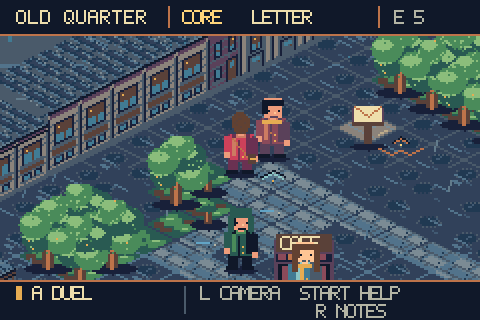 OLD QUARTER CORE LETTER E 5
A DUEL L CAMERA START HELP
R NOTES